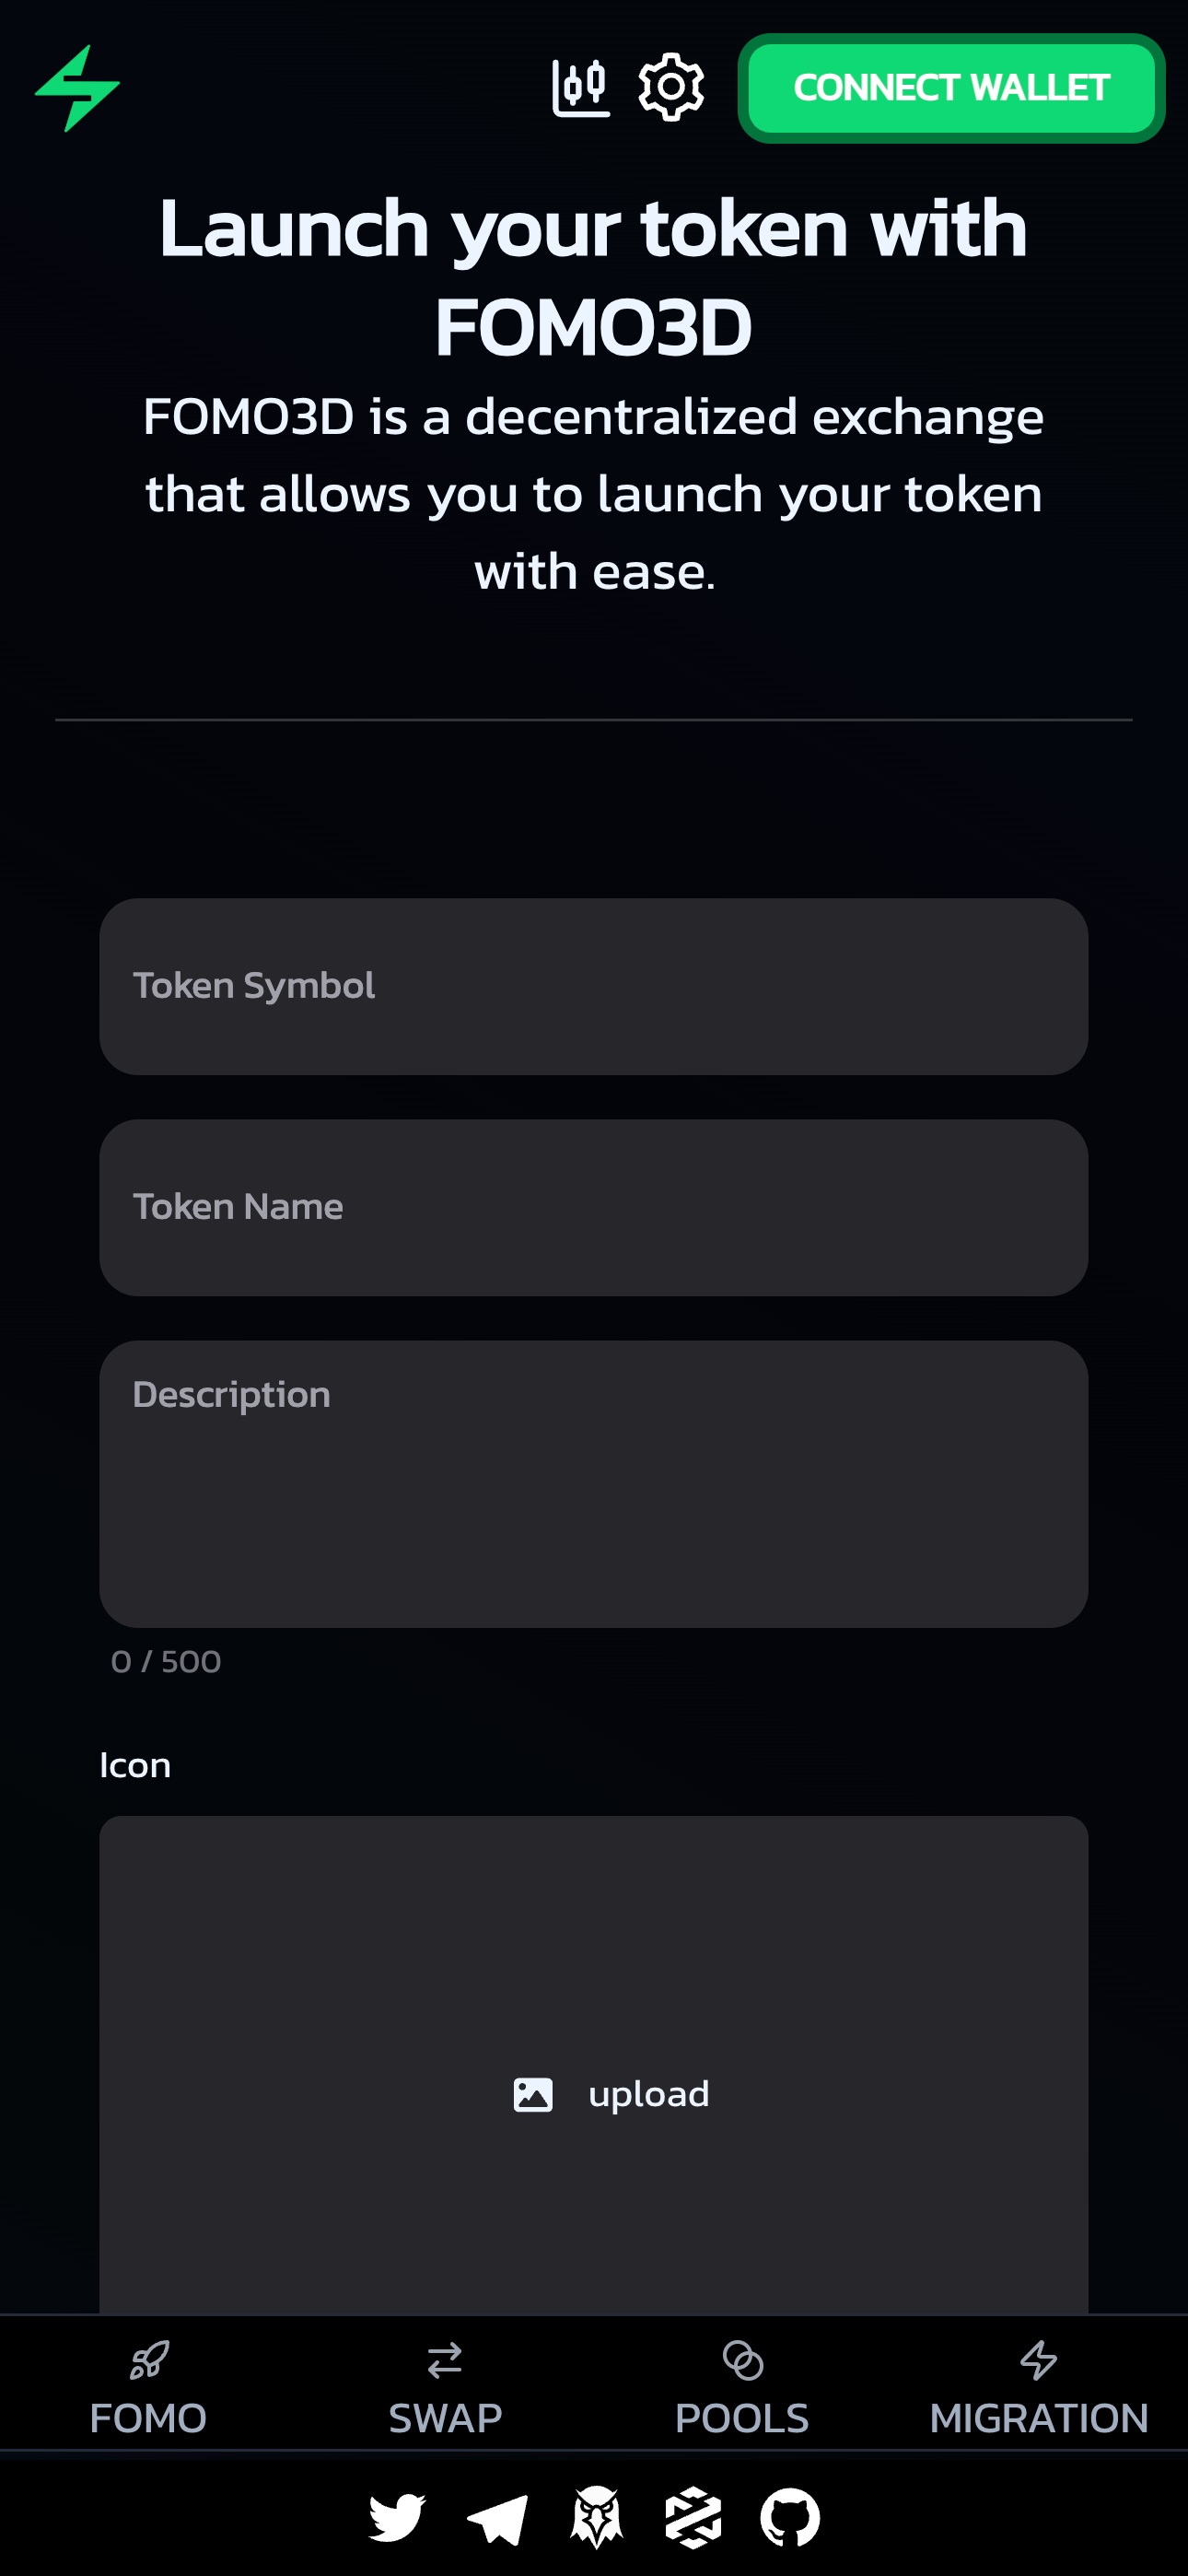 CONNECT WALLET
Launch your token with
FOMO3D
FOMO3D is a decentralized exchange
that allows you to launch your token
with ease.
Token Symbol
Token Name
Description
0 / 500
Icon
upload
FOMO
SWAP
POOLS
MIGRATION